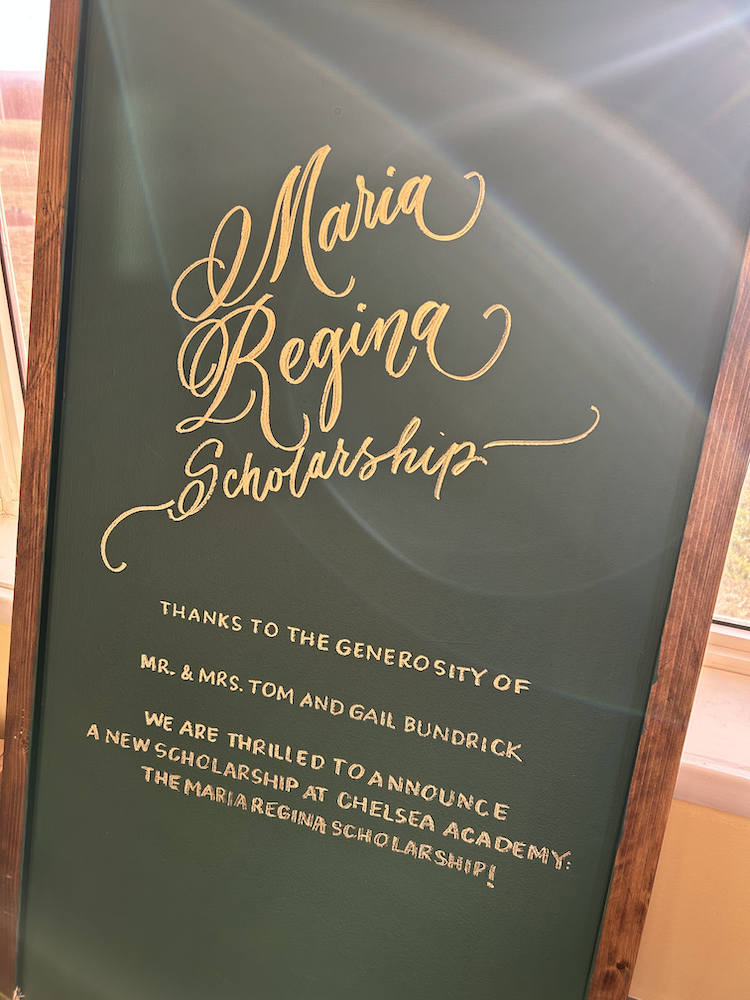 Maria
Regina
Scholarship
THANKS TO THE GENEROSITY OF
MR. & MRS. TOM AND GAIL BUNDRICK
WE ARE THRILLED TO ANNOUNCE
A NEW SCHOLARSHIP AT CHELSEA ACADEMY:
THE MARIA REGINA SCHOLARSHIP!